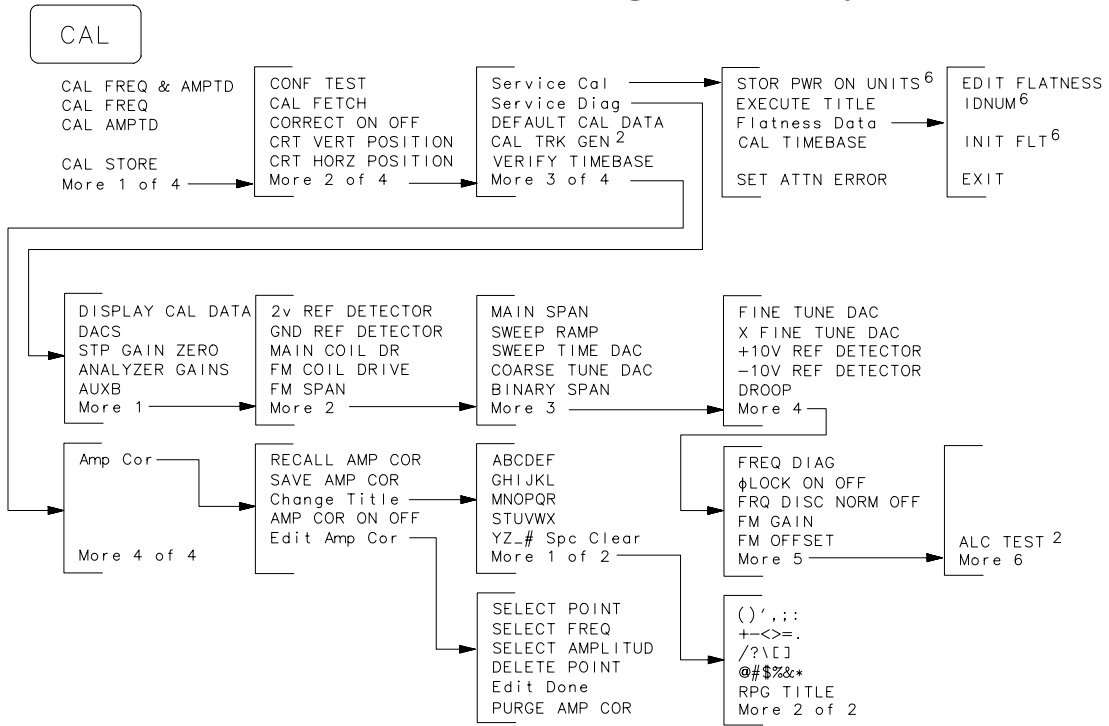 CAL
CAL FREQ & AMPTD
CAL FREQ
CAL AMPTD
CAL STORE
More 1 of 4
CONF TEST
CAL FETCH
CORRECT ON OFF
CRT VERT POSITION
CRT HORZ POSITION
More 2 of 4
Service Cal
Service Diag
DEFAULT CAL DATA
CAL TRK GEN 2
VERIFY TIMEBASE
More 3 of 4
STOR PWR ON UNITS 6
EXECUTE TITLE
Flatness Data
CAL TIMEBASE
SET ATTN ERROR
EDIT FLATNESS
IDNUM 6
INIT FLT 6
EXIT
DISPLAY CAL DATA
DACS
STP GAIN ZERO
ANALYZER GAINS
AUXB
More 1
2v REF DETECTOR
GND REF DETECTOR
MAIN COIL DR
FM COIL DRIVE
FM SPAN
More 2
MAIN SPAN
SWEEP RAMP
SWEEP TIME DAC
COARSE TUNE DAC
BINARY SPAN
More 3
FINE TUNE DAC
X FINE TUNE DAC
+10V REF DETECTOR
−10V REF DETECTOR
DROOP
More 4
Amp Cor
More 4 of 4
RECALL AMP COR
SAVE AMP COR
Change Title
AMP COR ON OFF
Edit Amp Cor
ABCDEF
GHIJKL
MNOPQR
STUVWX
YZ_# Spc Clear
More 1 of 2
FREQ DIAG
ϕLOCK ON OFF
FRQ DISC NORM OFF
FM GAIN
FM OFFSET
More 5
ALC TEST 2
More 6
SELECT POINT
SELECT FREQ
SELECT AMPLITUD
DELETE POINT
Edit Done
PURGE AMP COR
()′,;:
+−<>=.
/?\[]
@#$%&*
RPG TITLE
More 2 of 2